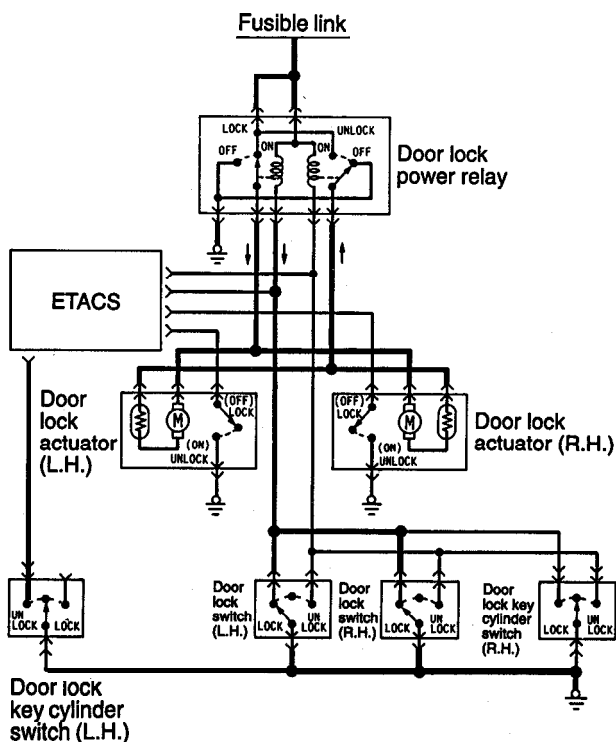 Fusible link
LOCK
UNLOCK
OFF
ON
ON
OFF
Door lock
power relay
ETACS
Door
lock
actuator
(L.H.)
M
(OFF)
LOCK
(ON)
UNLOCK
(OFF)
LOCK
(ON)
UNLOCK
M
Door lock
actuator (R.H.)
UN
LOCK
LOCK
Door lock
key cylinder
switch (L.H.)
Door
lock
switch
(L.H.)
LOCK
UN
LOCK
Door
lock
switch
(R.H.)
LOCK
UN
LOCK
Door
lock key
cylinder
switch
(R.H.)
LOCK
UN
LOCK